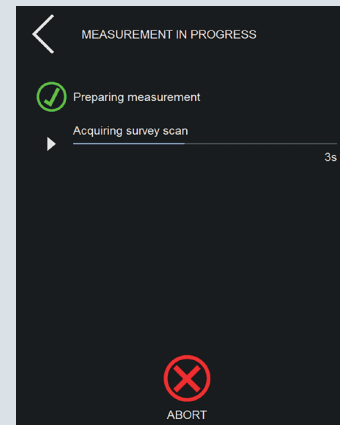 MEASUREMENT IN PROGRESS
Preparing measurement
Acquiring survey scan
3s
ABORT